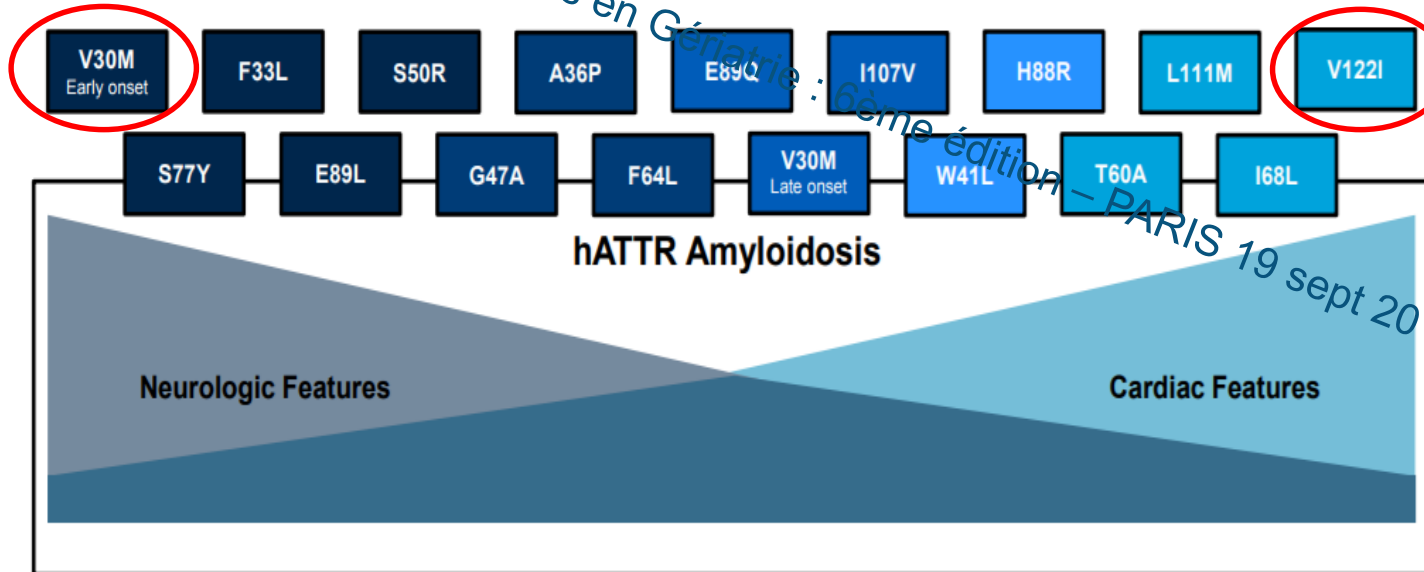 V30M
Early onset
F33L
S50R
A36P
E89Q
I107V
H88R
L111M
V122I
S77Y
E89L
G47A
F64L
V30M
Late onset
W41L
T60A
I68L
hATTR Amyloidosis
Neurologic Features
Cardiac Features
en Gériatrie : 6ème édition – PARIS 19 sept 20